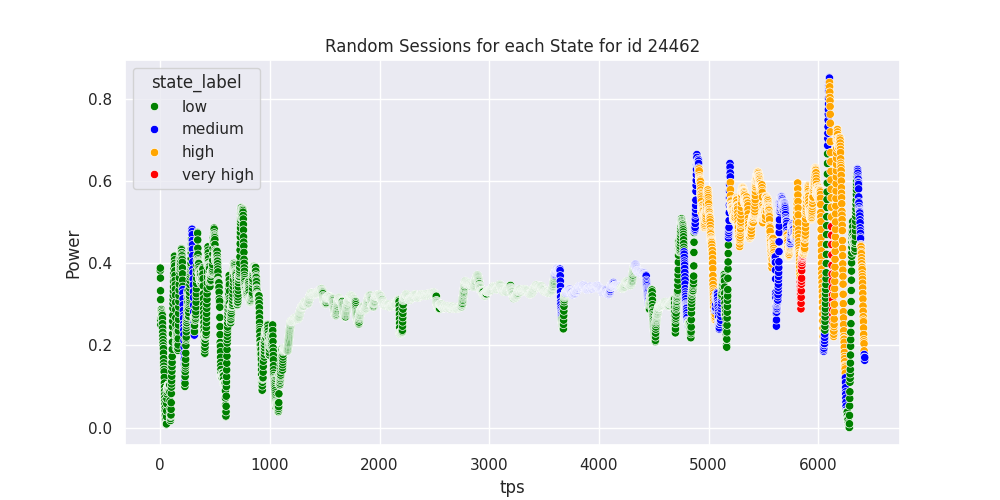 Random Sessions for each State for id 24462
state_label
low
medium
high
very high
Power
0.8
0.6
0.4
0.2
0.0
0
1000
2000
3000
4000
5000
6000
tps